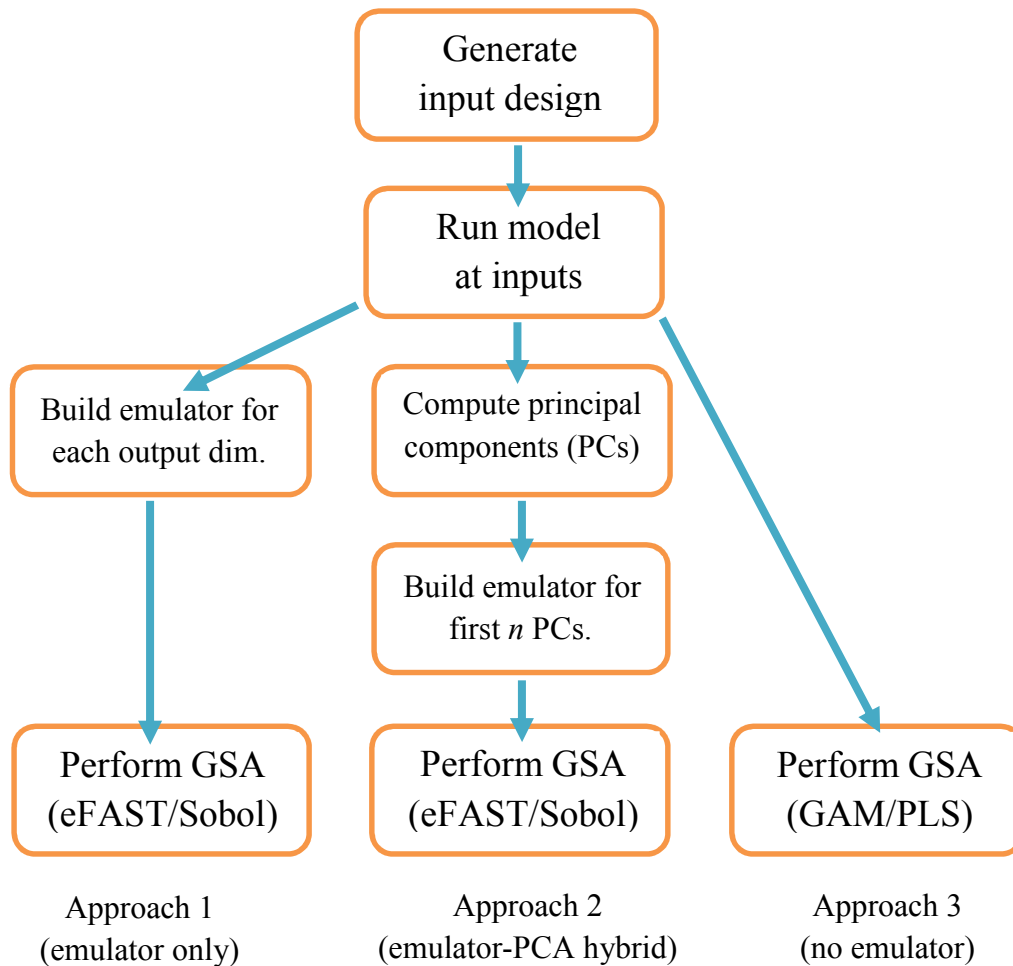 Generate
input design
Run model
at inputs
Build emulator for
each output dim.
Compute principal
components (PCs)
Build emulator for
first n PCs.
Perform GSA
(eFAST/Sobol)
Perform GSA
(eFAST/Sobol)
Perform GSA
(GAM/PLS)
Approach 1
(emulator only)
Approach 2
(emulator-PCA hybrid)
Approach 3
(no emulator)